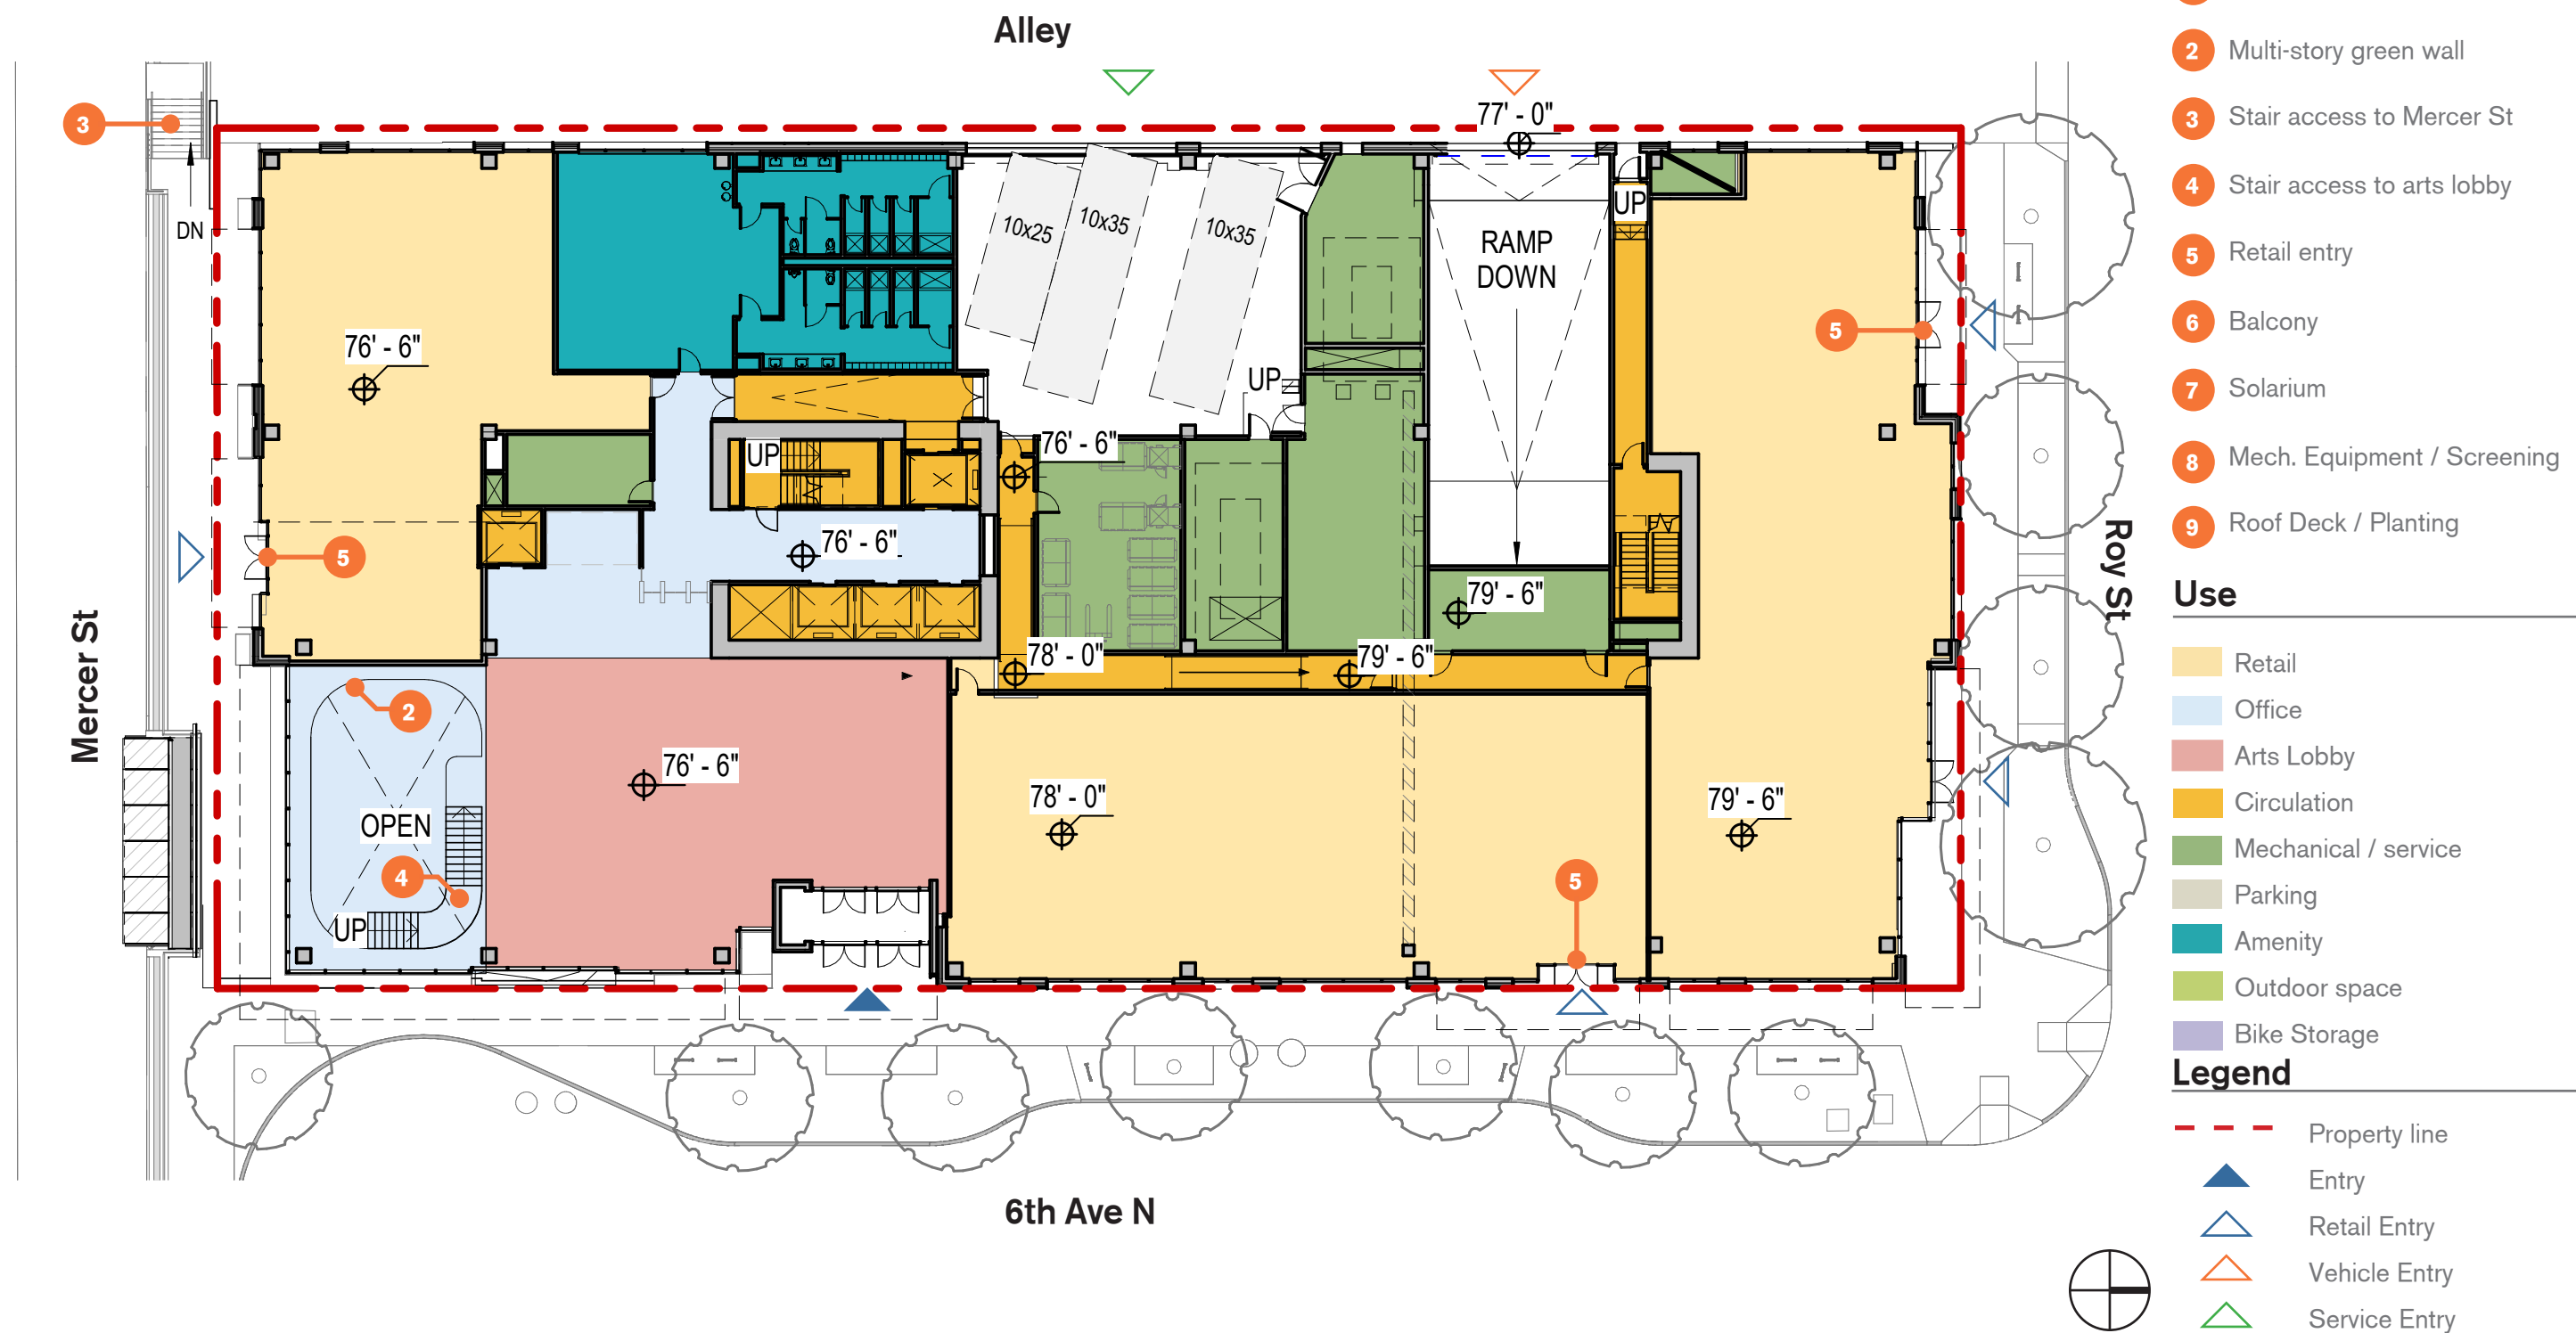 Alley
77' - 0"
3
DN
10x25
10x35
10x35
UP
RAMP
DOWN
UP
76' - 6"
5
UP
76' - 6"
UP
76' - 6"
5
79' - 6"
78' - 0"
79' - 6"
2
76' - 6"
OPEN
78' - 0"
79' - 6"
4
UP
5
Mercer St
Roy St
6th Ave N
2 Multi-story green wall
3 Stair access to Mercer St
4 Stair access to arts lobby
5 Retail entry
6 Balcony
7 Solarium
8 Mech. Equipment / Screening
9 Roof Deck / Planting
Use
Retail
Office
Arts Lobby
Circulation
Mechanical / service
Parking
Amenity
Outdoor space
Bike Storage
Legend
Property line
Entry
Retail Entry
Vehicle Entry
Service Entry